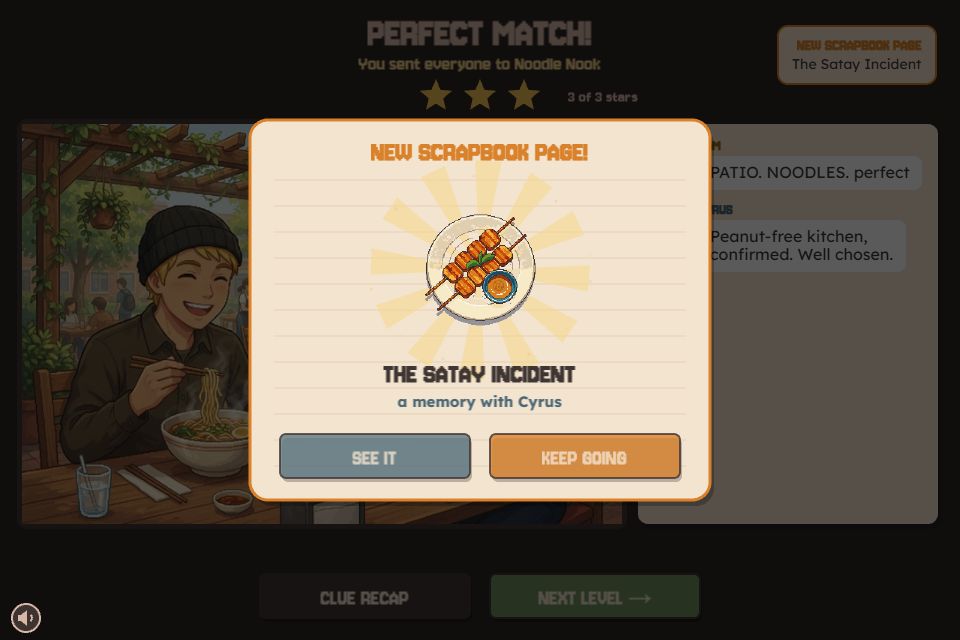 PERFECT MATCH!
You sent everyone to Noodle Nook
3 of 3 stars
NEW SCRAPBOOK PAGE
The Satay Incident
NEW SCRAPBOOK PAGE!
THE SATAY INCIDENT
a memory with Cyrus
SEE IT
KEEP GOING
PATIO. NOODLES. perfect
Peanut-free kitchen,
confirmed. Well chosen.
CLUE RECAP
NEXT LEVEL →